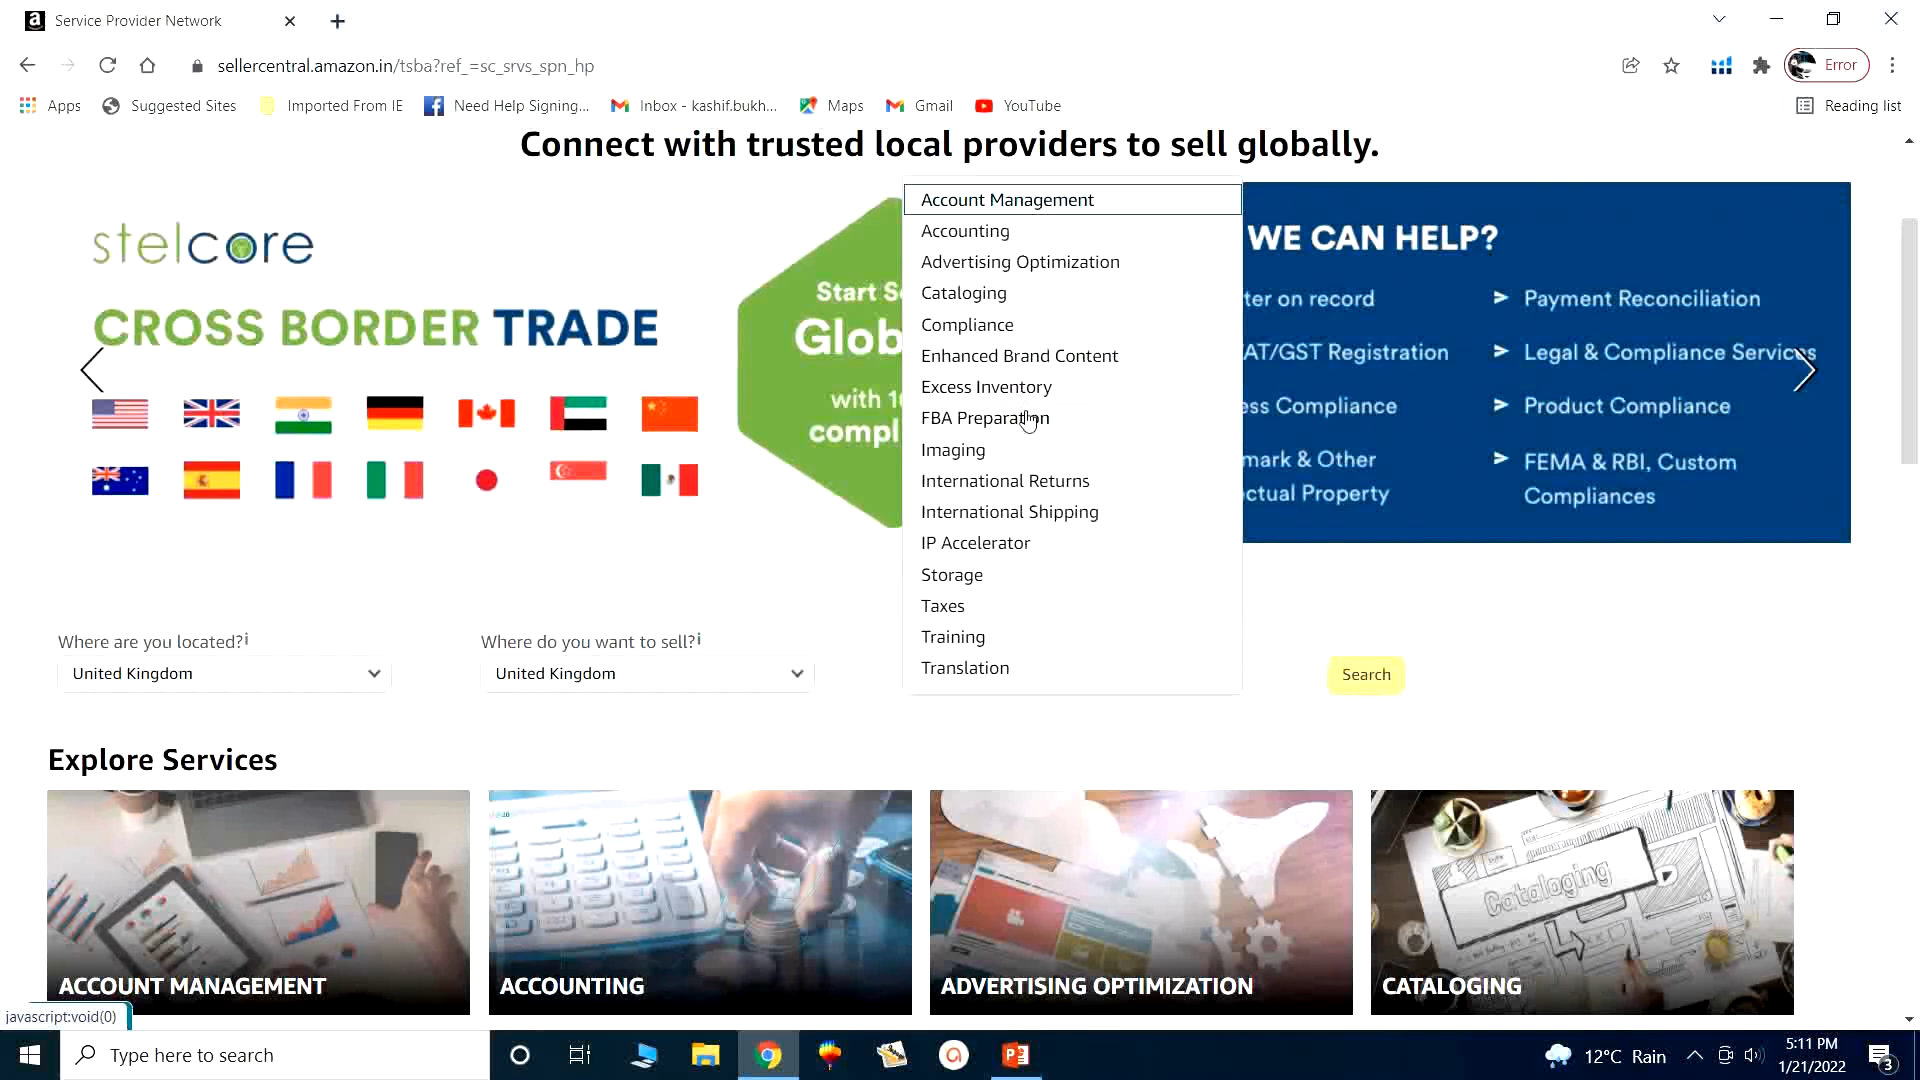 Service Provider Network
sellercentral.amazon.in/tsba?ref_=sc_srvs_spn_hp
Error
Apps
Suggested Sites
Imported From IE
Need Help Signing...
Inbox - kashif.bukh...
Maps
Gmail
YouTube
Reading list
Connect with trusted local providers to sell globally.
stelcore
CROSS BORDER TRADE
Start S
Glob
with 1
compl
Account Management
Accounting
Advertising Optimization
Cataloging
Compliance
Enhanced Brand Content
Excess Inventory
FBA Preparation
Imaging
International Returns
International Shipping
IP Accelerator
Storage
Taxes
Training
Translation
WE CAN HELP?
ter on record
AT/GST Registration
ess Compliance
mark & Other
ctual Property
Payment Reconciliation
Legal & Compliance Services
Product Compliance
FEMA & RBI, Custom
Compliances
Where are you located?i
United Kingdom
Where do you want to sell?i
United Kingdom
Search
Explore Services
ACCOUNT MANAGEMENT
ACCOUNTING
ADVERTISING OPTIMIZATION
Cataloging
CATALOGING
javascript:void(0)
Type here to search
12°C Rain
5:11 PM
1/21/2022
3